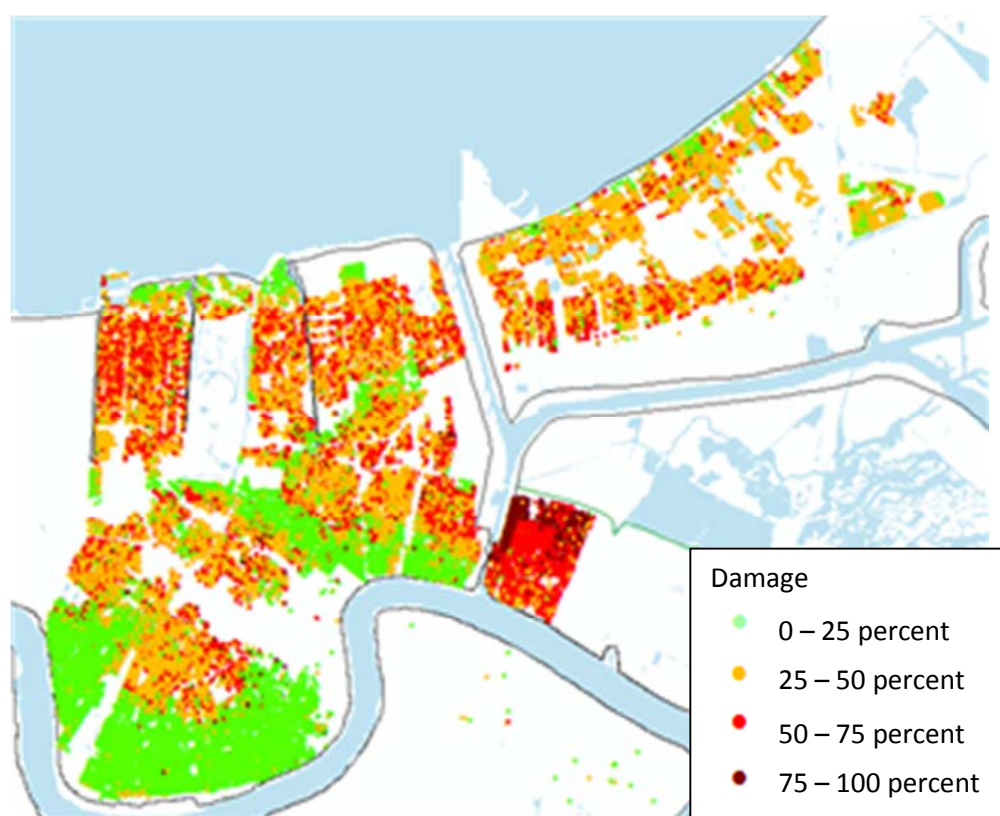 Damage
0 – 25 percent
25 – 50 percent
50 – 75 percent
75 – 100 percent